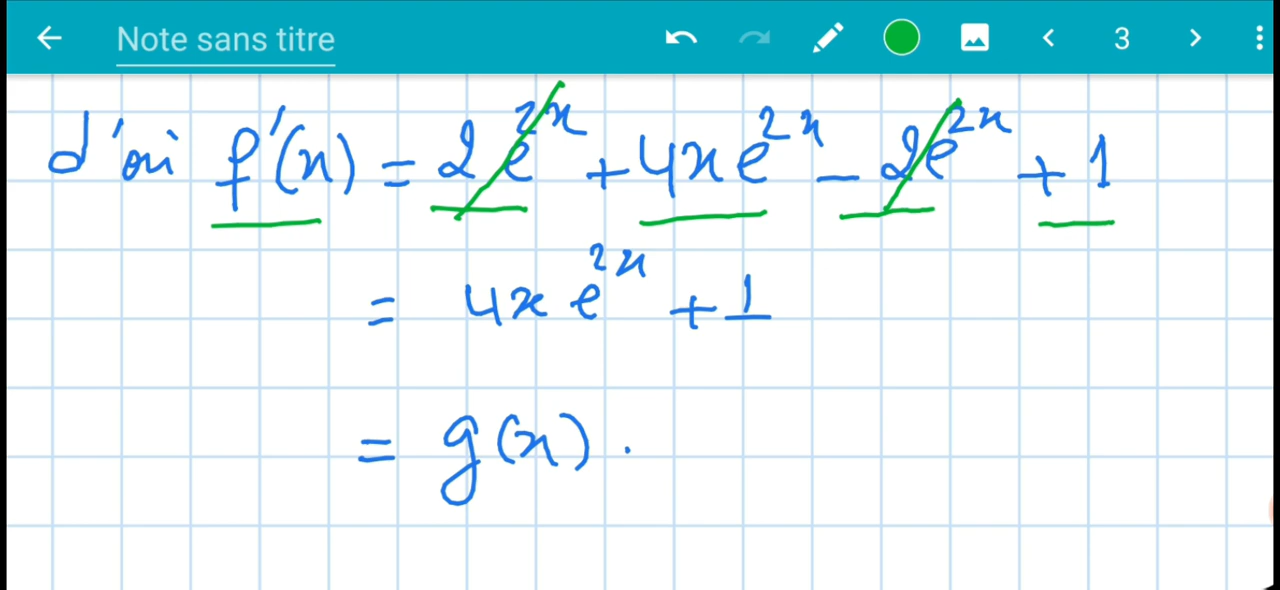 Note sans titre
3
d'où f'(x) = 2e^{2x} + 4xe^{2x} - 2e^{2x} + 1
= 4xe^{2x} + 1
= g(x).